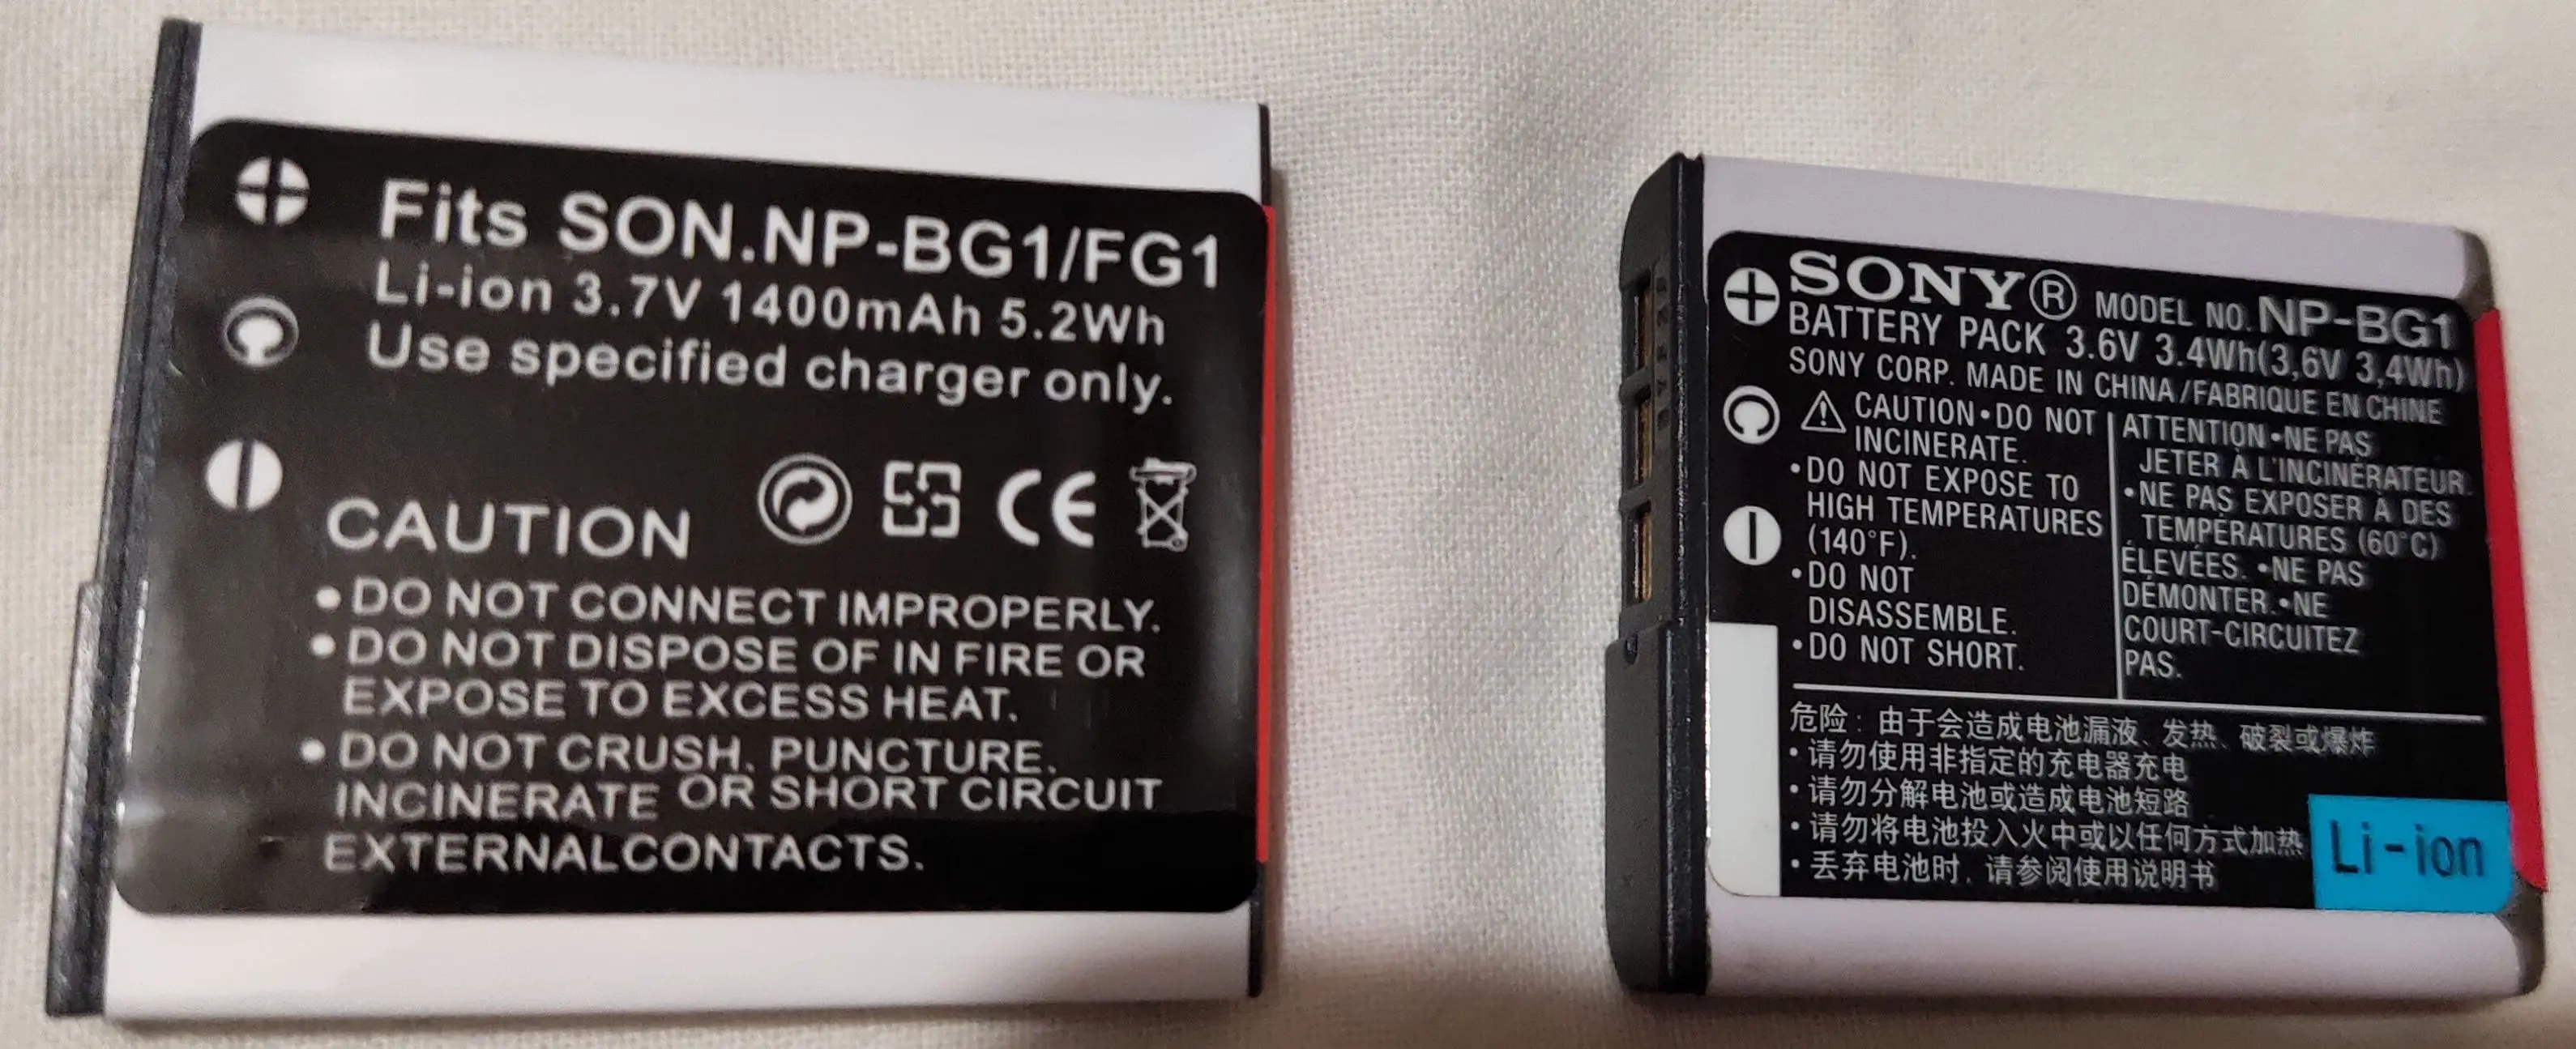 Fits SON.NP-BG1/FG1
Li-ion 3.7V 1400mAh 5.2Wh
Use specified charger only.
CAUTION
CE
•DO NOT CONNECT IMPROPERLY.
•DO NOT DISPOSE OF IN FIRE OR
EXPOSE TO EXCESS HEAT.
•DO NOT CRUSH. PUNCTURE.
INCINERATE OR SHORT CIRCUIT
EXTERNALCONTACTS.
SONY® MODEL NO. NP-BG1
BATTERY PACK 3.6V 3.4Wh(3,6V 3,4Wh)
SONY CORP. MADE IN CHINA/FABRIQUE EN CHINE
CAUTION•DO NOT
INCINERATE.
•DO NOT EXPOSE TO
HIGH TEMPERATURES
(140°F).
•DO NOT
DISASSEMBLE.
•DO NOT SHORT.
ATTENTION•NE PAS
JETER À L'INCINÉRATEUR.
•NE PAS EXPOSER À DES
TEMPÉRATURES (60°C)
ÉLEVÉES. •NE PAS
DÉMONTER.•NE
COURT-CIRCUITEZ
PAS.
危险：由于会造成电池漏液、发热、破裂或爆炸
•请勿使用非指定的充电器充电
•请勿分解电池或造成电池短路
•请勿将电池投入火中或以任何方式加热
•丢弃电池时，请参阅使用说明书
Li-ion